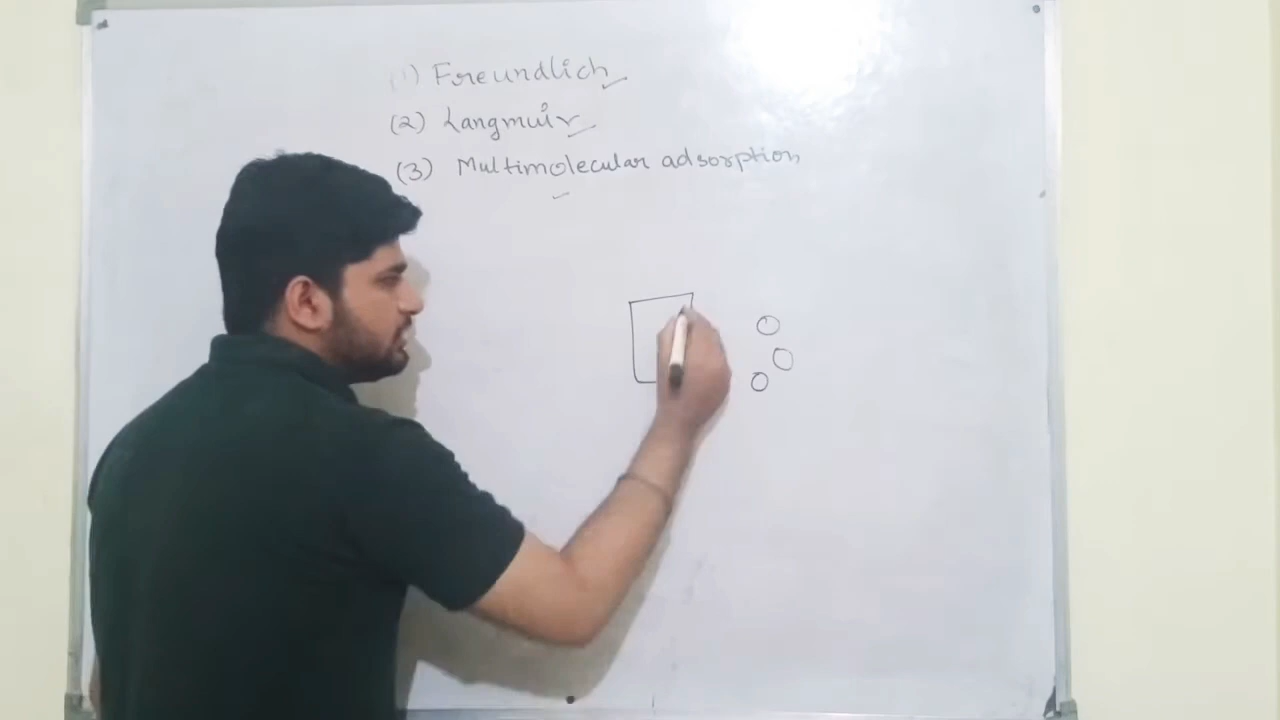 (1) Freundlich
(2) Langmuir
(3) Multimolecular adsorption